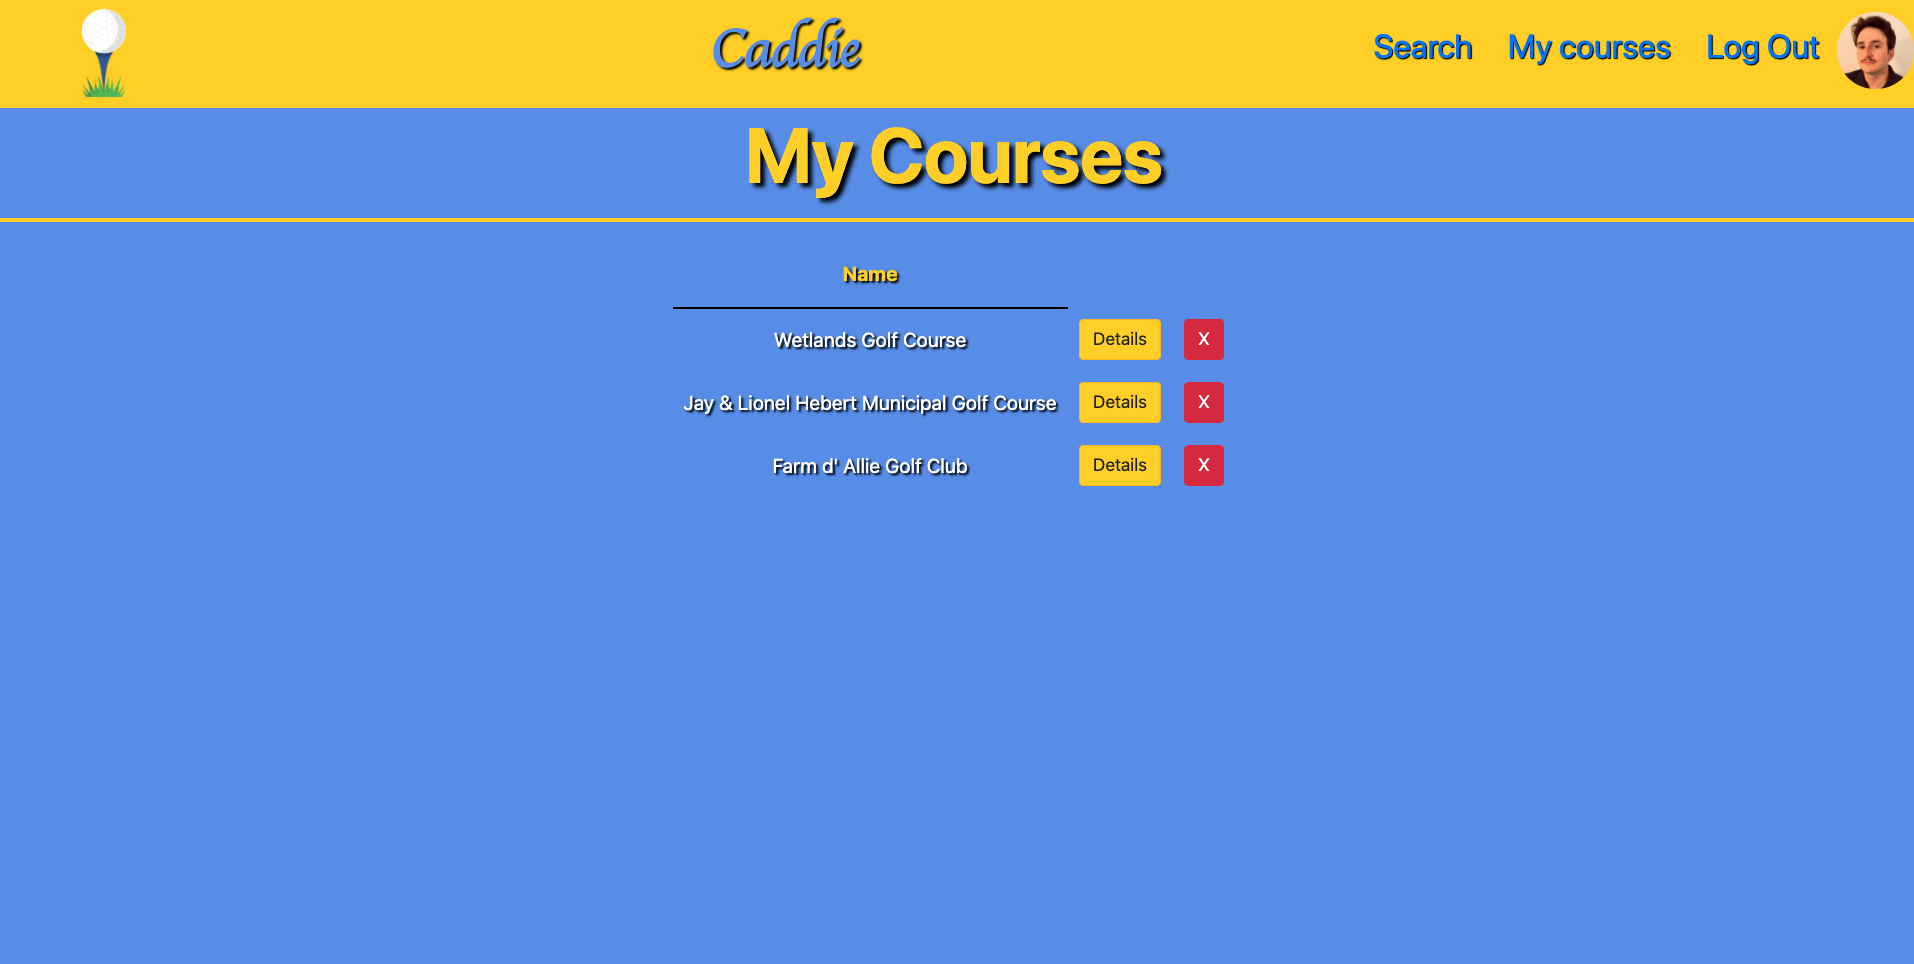 Caddie
Search My courses Log Out
My Courses
Name
Wetlands Golf Course Details X
Jay & Lionel Hebert Municipal Golf Course Details X
Farm d' Allie Golf Club Details X